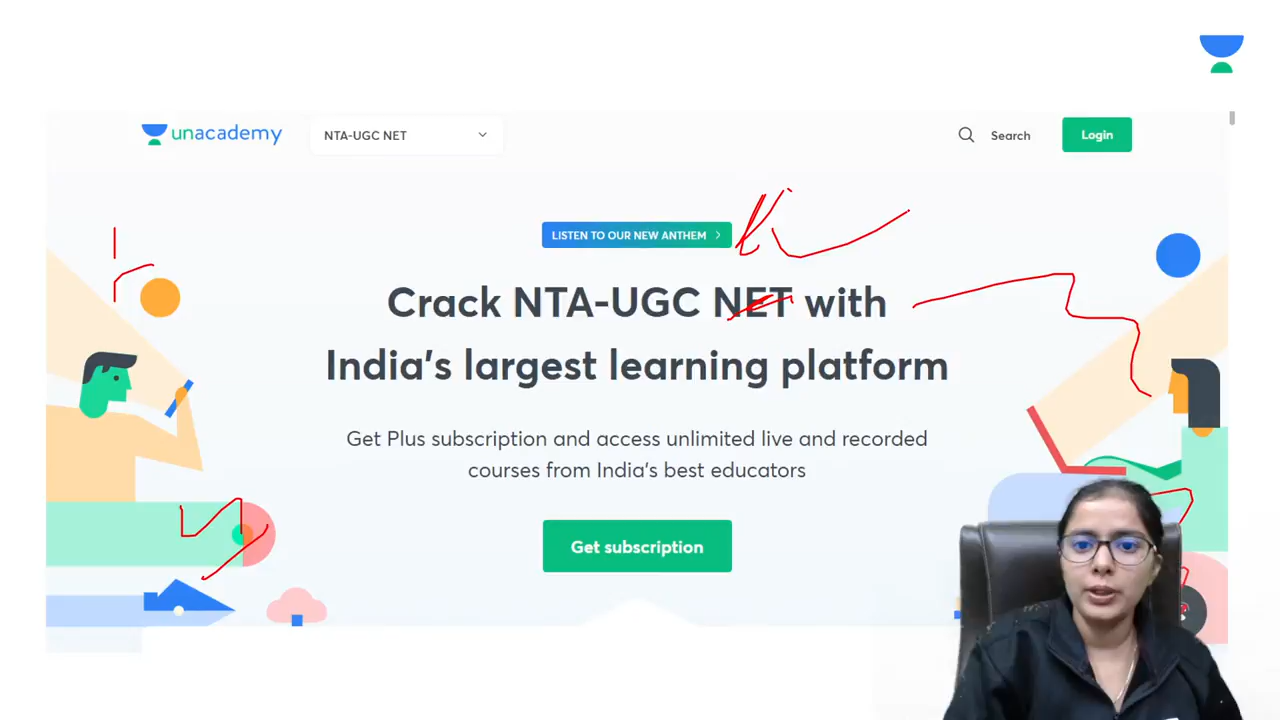 unacademy
NTA-UGC NET
Search
Login
LISTEN TO OUR NEW ANTHEM
Crack NTA-UGC NET with
India's largest learning platform
Get Plus subscription and access unlimited live and recorded
courses from India's best educators
Get subscription